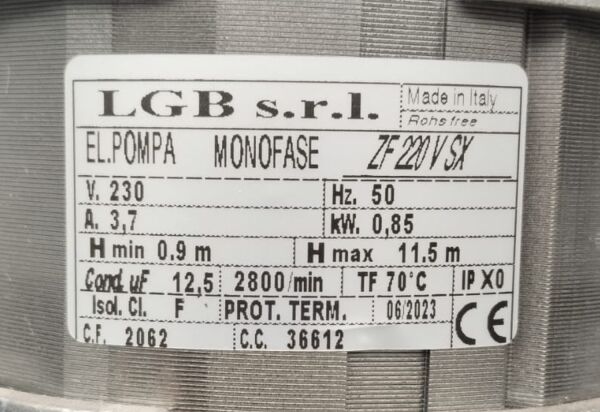 LGB s.r.l. Made in Italy
Rohs free
EL.POMPA MONOFASE ZF 220 V SX
V. 230 Hz. 50
A. 3,7 kW. 0,85
H min 0.9 m H max 11.5 m
Cond uF 12,5 2800/min TF 70°C IP X0
Isol. Cl. F PROT. TERM. 06/2023 CE
C.F. 2062 C.C. 36612